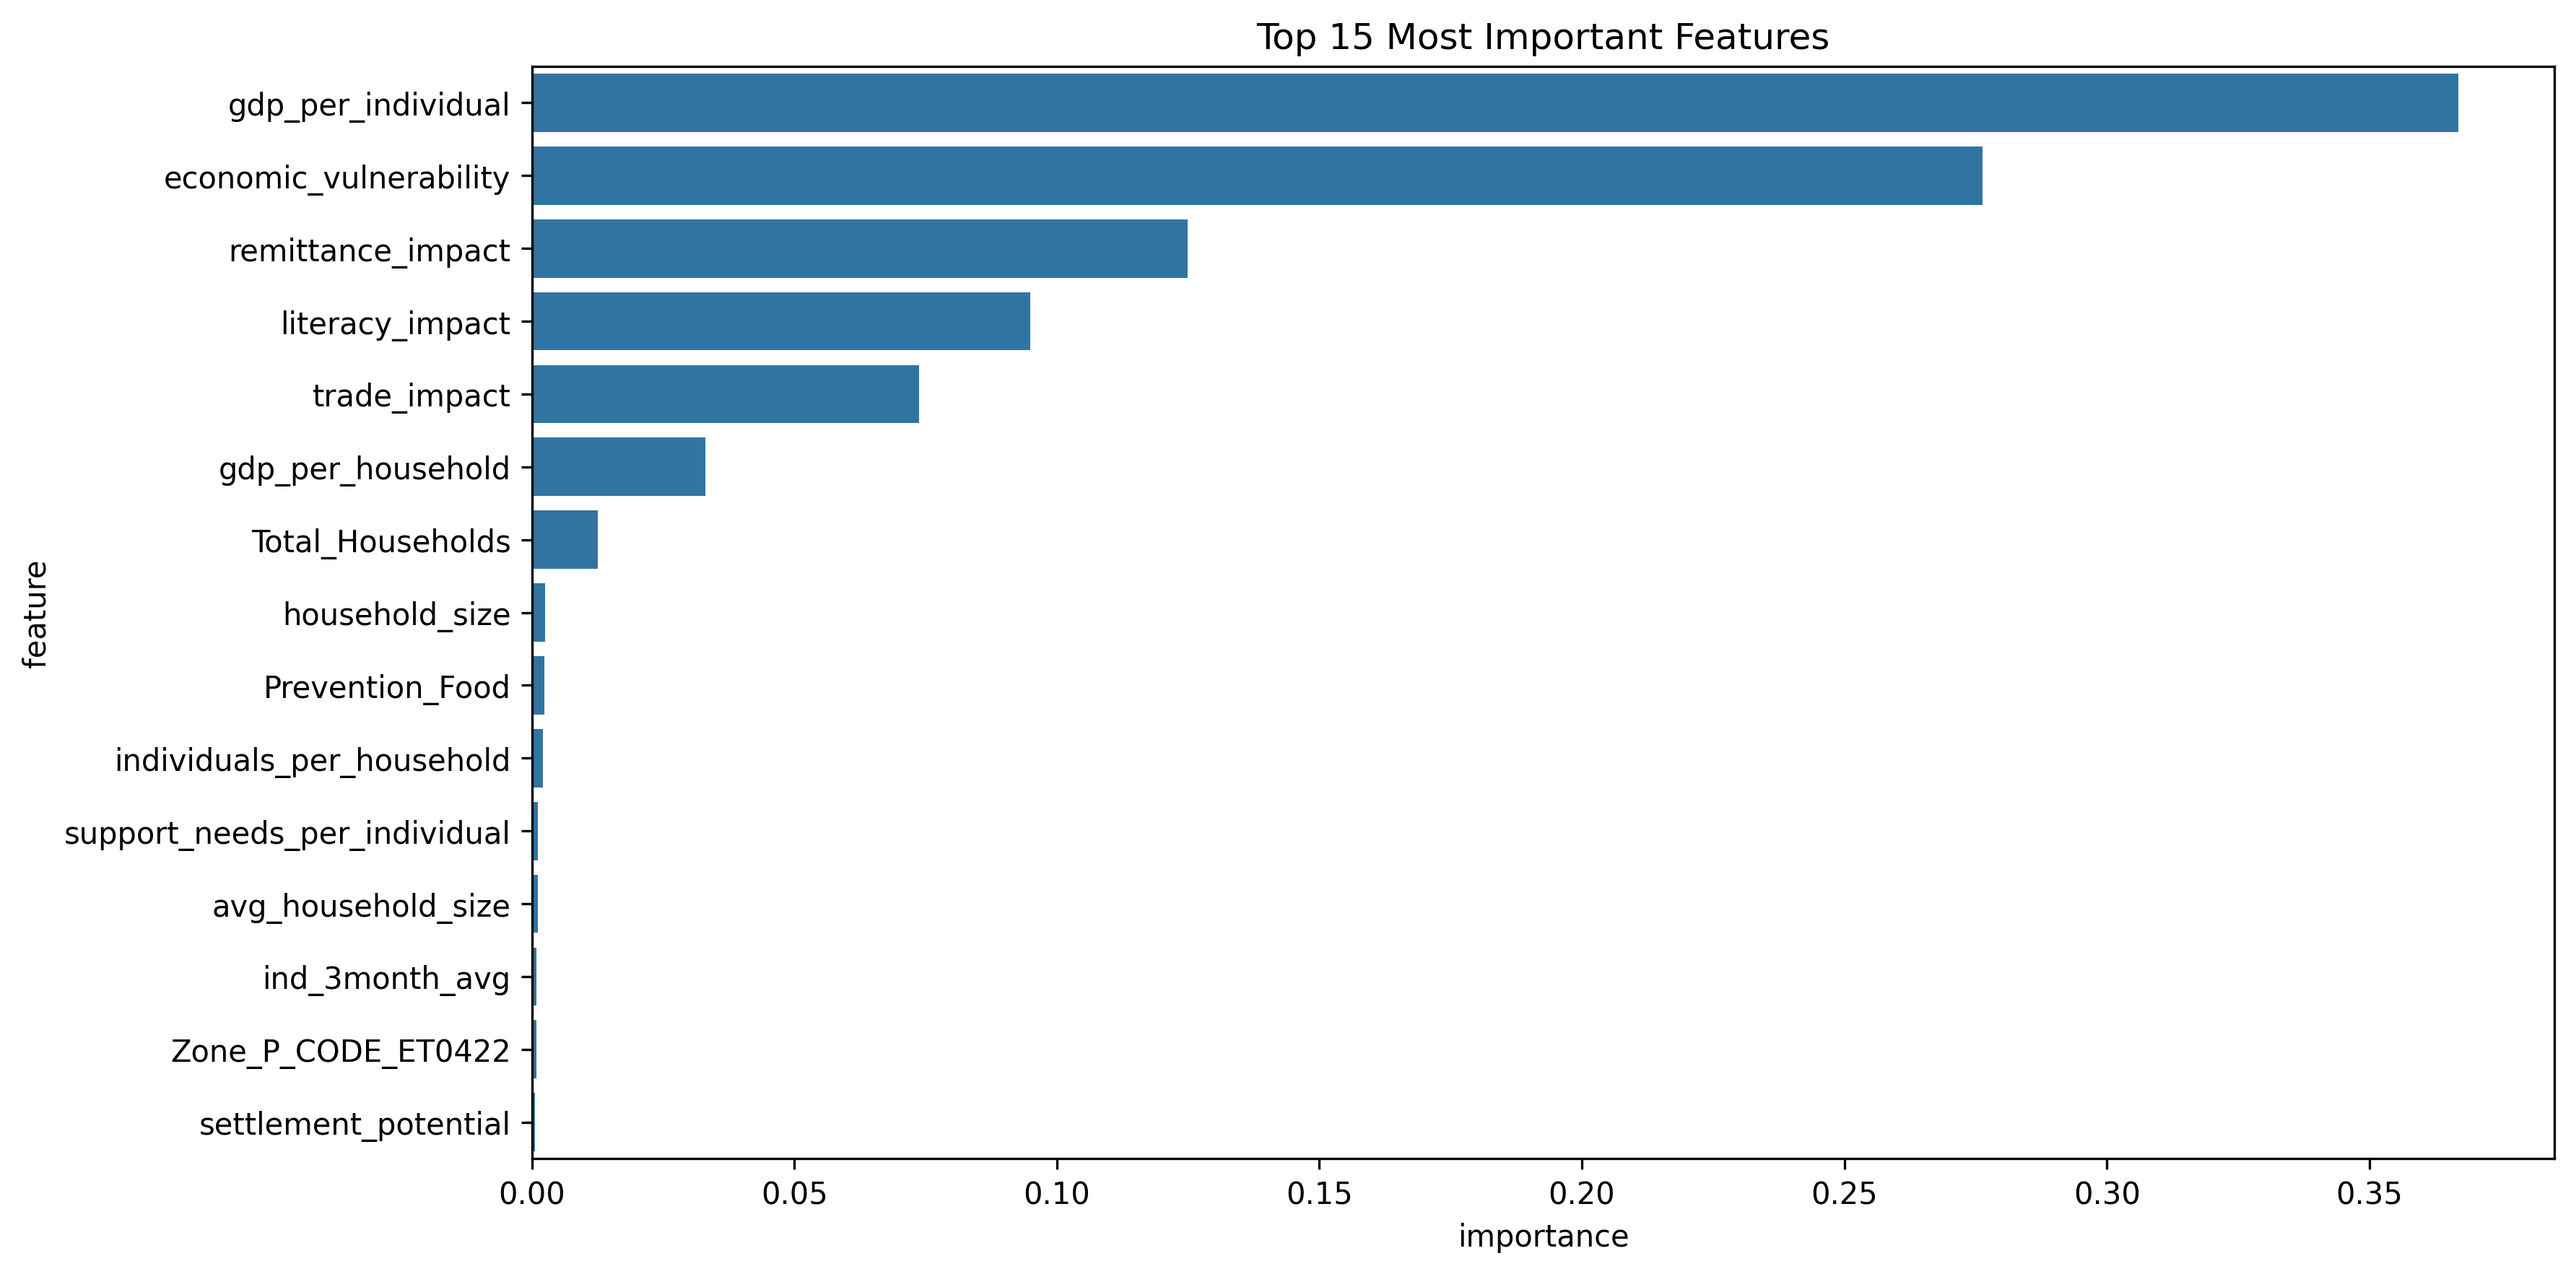 Top 15 Most Important Features
gdp_per_individual
economic_vulnerability
remittance_impact
literacy_impact
trade_impact
gdp_per_household
Total_Households
household_size
Prevention_Food
individuals_per_household
support_needs_per_individual
avg_household_size
ind_3month_avg
Zone_P_CODE_ET0422
settlement_potential
feature
0.00 0.05 0.10 0.15 0.20 0.25 0.30 0.35
importance